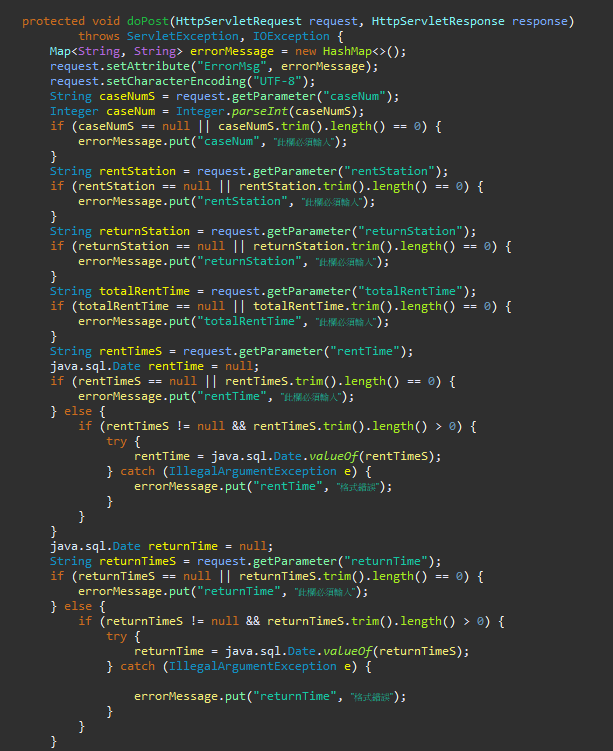 protected void doPost(HttpServletRequest request, HttpServletResponse response)
throws ServletException, IOException {
Map<String, String> errorMessage = new HashMap<>();
request.setAttribute("ErrorMsg", errorMessage);
request.setCharacterEncoding("UTF-8");
String caseNumS = request.getParameter("caseNum");
Integer caseNum = Integer.parseInt(caseNumS);
if (caseNumS == null || caseNumS.trim().length() == 0) {
errorMessage.put("caseNum", "此欄必須輸入");
}
String rentStation = request.getParameter("rentStation");
if (rentStation == null || rentStation.trim().length() == 0) {
errorMessage.put("rentStation", "此欄必須輸入");
}
String returnStation = request.getParameter("returnStation");
if (returnStation == null || returnStation.trim().length() == 0) {
errorMessage.put("returnStation", "此欄必須輸入");
}
String totalRentTime = request.getParameter("totalRentTime");
if (totalRentTime == null || totalRentTime.trim().length() == 0) {
errorMessage.put("totalRentTime", "此欄必須輸入");
}
String rentTimeS = request.getParameter("rentTime");
java.sql.Date rentTime = null;
if (rentTimeS == null || rentTimeS.trim().length() == 0) {
errorMessage.put("rentTime", "此欄必須輸入");
} else {
if (rentTimeS != null && rentTimeS.trim().length() > 0) {
try {
rentTime = java.sql.Date.valueOf(rentTimeS);
} catch (IllegalArgumentException e) {
errorMessage.put("rentTime", "格式錯誤");
}
}
}
java.sql.Date returnTime = null;
String returnTimeS = request.getParameter("returnTime");
if (returnTimeS == null || returnTimeS.trim().length() == 0) {
errorMessage.put("returnTime", "此欄必須輸入");
} else {
if (returnTimeS != null && returnTimeS.trim().length() > 0) {
try {
returnTime = java.sql.Date.valueOf(returnTimeS);
} catch (IllegalArgumentException e) {
errorMessage.put("returnTime", "格式錯誤");
}
}
}